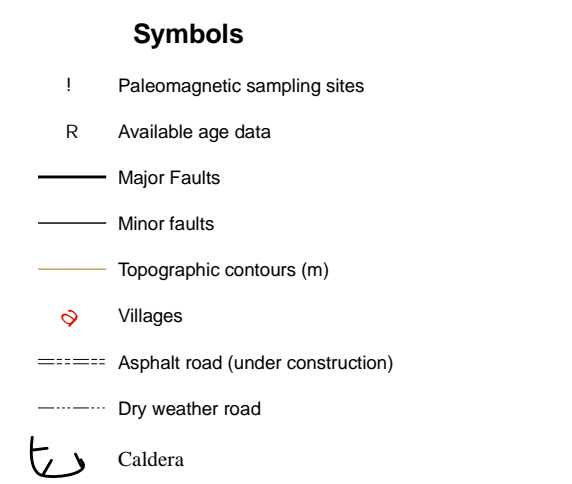 Symbols
! Paleomagnetic sampling sites
R Available age data
Major Faults
Minor faults
Topographic contours (m)
Villages
Asphalt road (under construction)
Dry weather road
Caldera